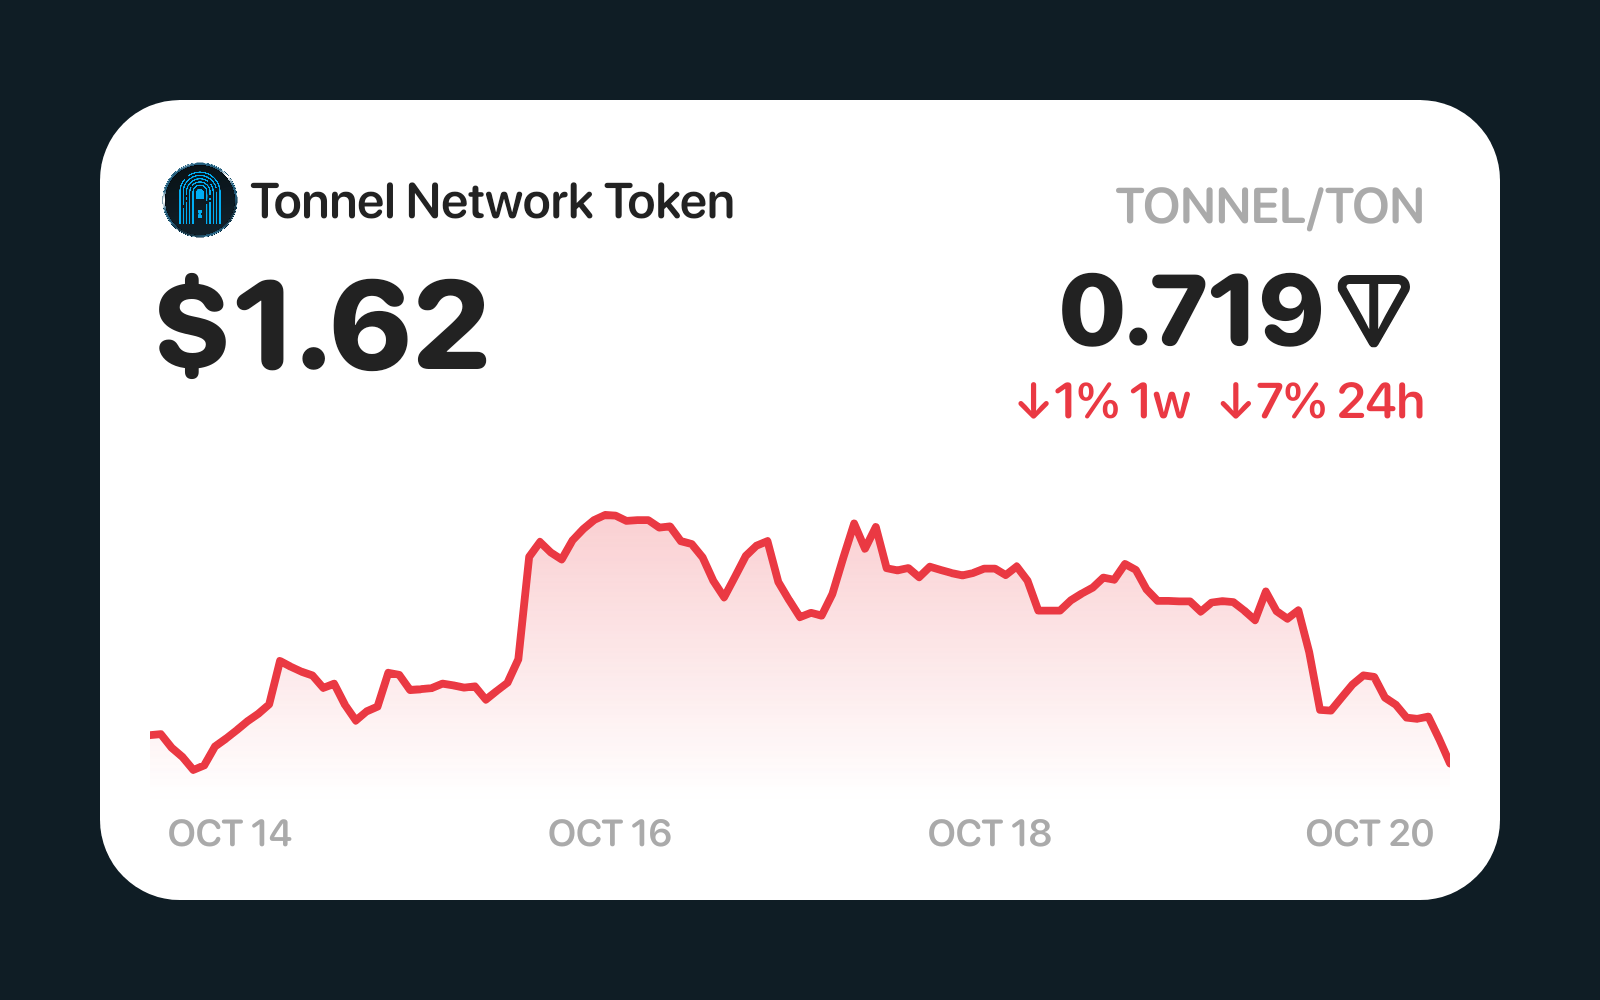 Tonnel Network Token
TONNEL/TON
$1.62
0.719
↓1% 1w ↓7% 24h
OCT 14 OCT 16 OCT 18 OCT 20